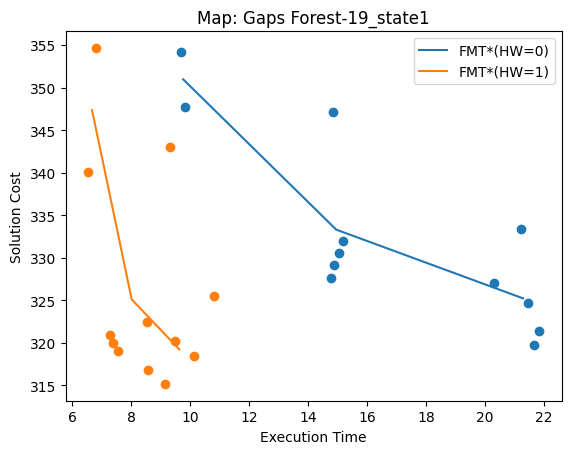 Map: Gaps Forest-19_state1
FMT*(HW=0)
FMT*(HW=1)
Solution Cost
355
350
345
340
335
330
325
320
315
6 8 10 12 14 16 18 20 22
Execution Time